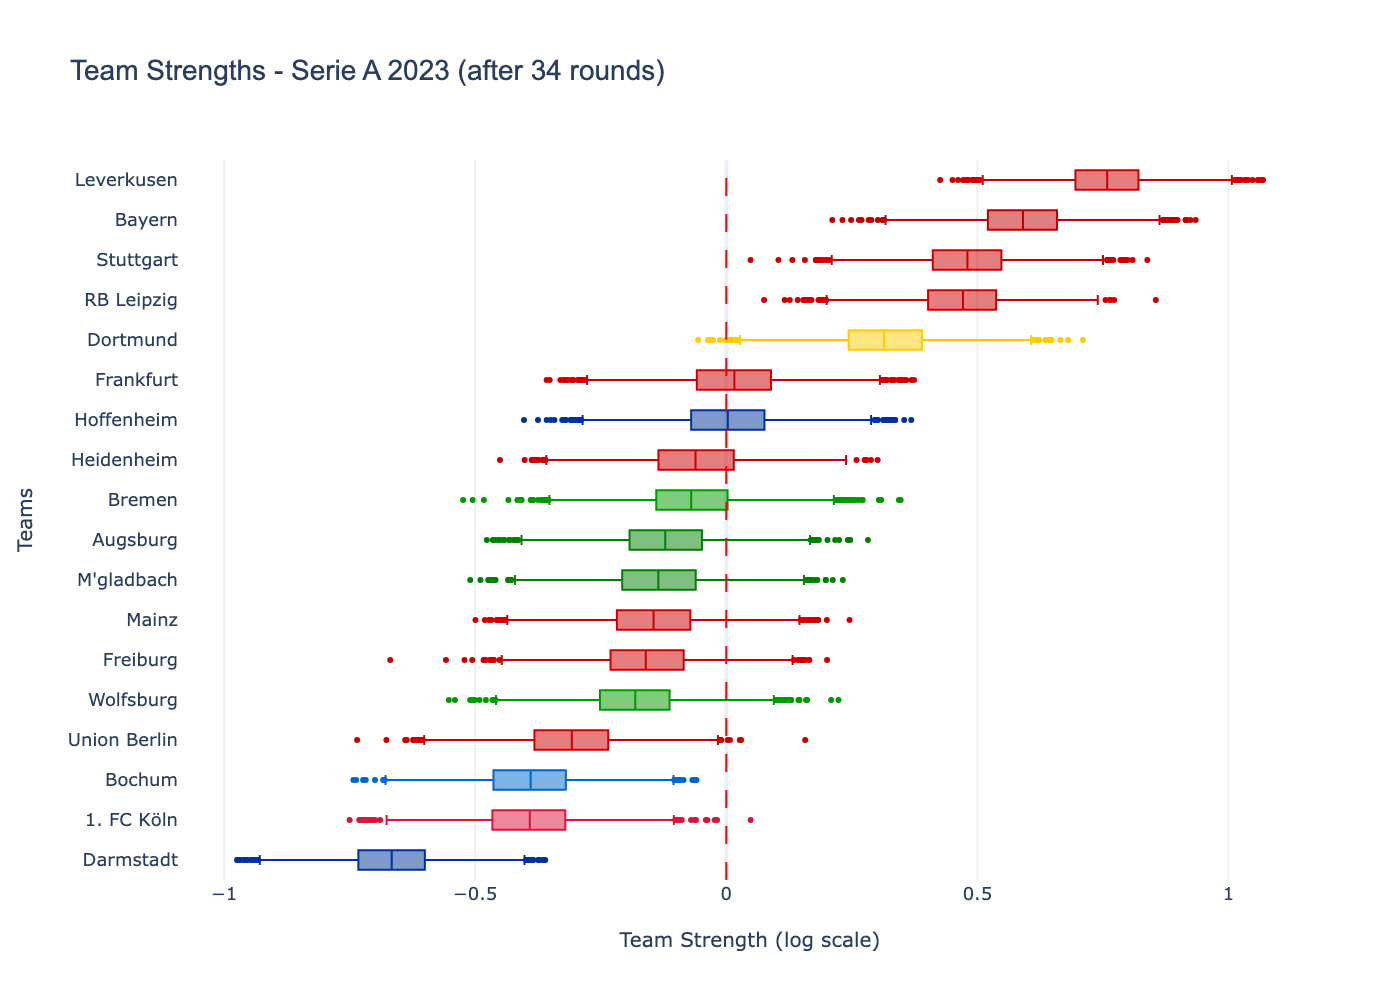 Team Strengths - Serie A 2023 (after 34 rounds)
Teams
Leverkusen
Bayern
Stuttgart
RB Leipzig
Dortmund
Frankfurt
Hoffenheim
Heidenheim
Bremen
Augsburg
M'gladbach
Mainz
Freiburg
Wolfsburg
Union Berlin
Bochum
1. FC Köln
Darmstadt
−1 −0.5 0 0.5 1
Team Strength (log scale)